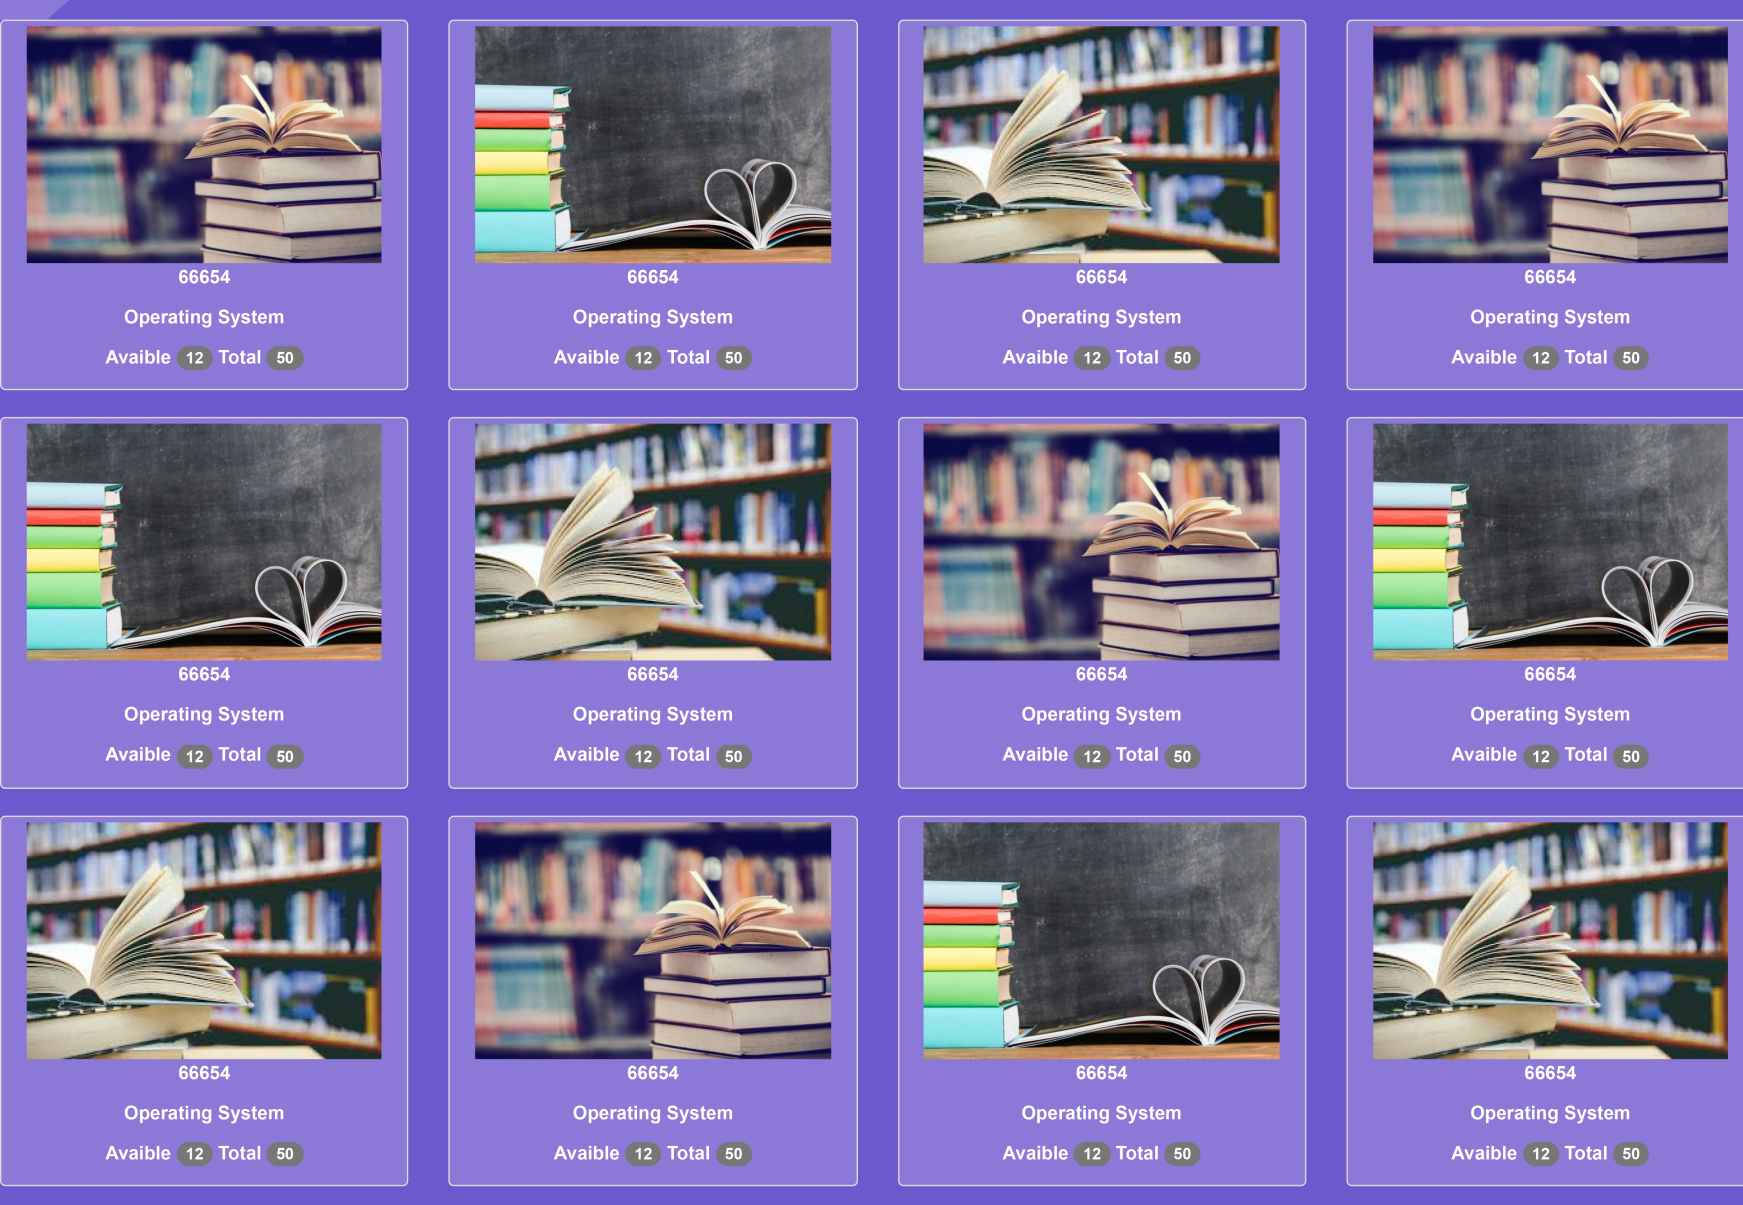 66654
Operating System
Avaible 12 Total 50
66654
Operating System
Avaible 12 Total 50
66654
Operating System
Avaible 12 Total 50
66654
Operating System
Avaible 12 Total 50
66654
Operating System
Avaible 12 Total 50
66654
Operating System
Avaible 12 Total 50
66654
Operating System
Avaible 12 Total 50
66654
Operating System
Avaible 12 Total 50
66654
Operating System
Avaible 12 Total 50
66654
Operating System
Avaible 12 Total 50
66654
Operating System
Avaible 12 Total 50
66654
Operating System
Avaible 12 Total 50